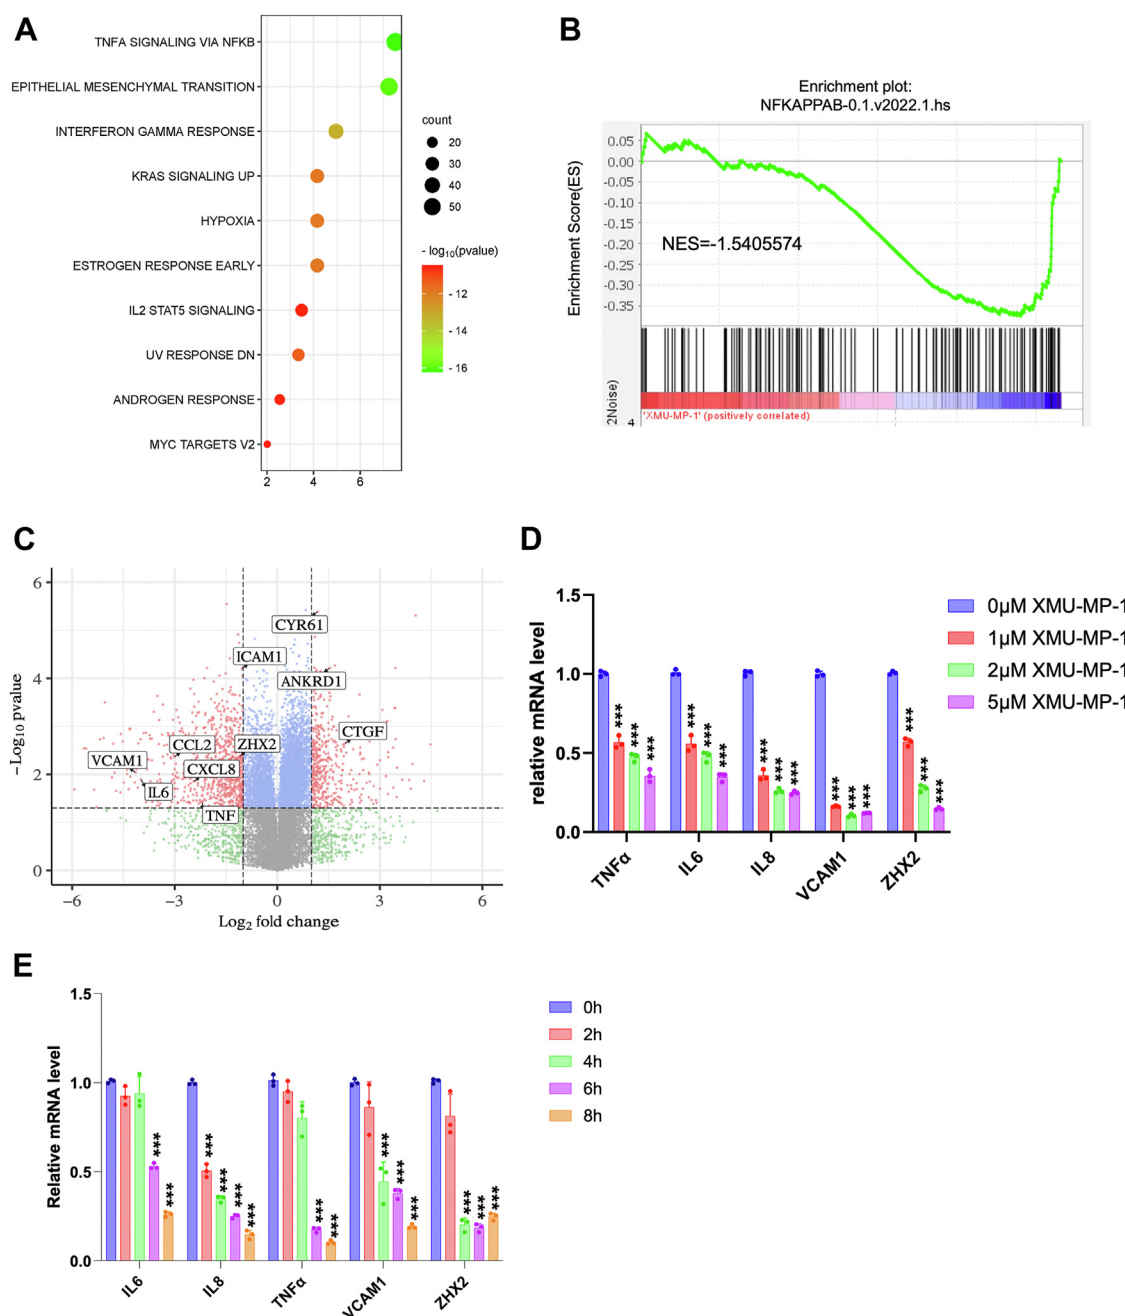 A
TNFA SIGNALING VIA NFKB
EPITHELIAL MESENCHYMAL TRANSITION
INTERFERON GAMMA RESPONSE
KRAS SIGNALING UP
HYPOXIA
ESTROGEN RESPONSE EARLY
IL2 STAT5 SIGNALING
UV RESPONSE DN
ANDROGEN RESPONSE
MYC TARGETS V2
2 4 6
count
20
30
40
50
- log10(pvalue)
- 12
- 14
- 16
B
Enrichment plot:
NFKAPPAB-0.1.v2022.1.hs
Enrichment Score(ES)
0.05
0.00
-0.05
-0.10
-0.15
-0.20
-0.25
-0.30
-0.35
NES=-1.5405574
2Noise)
'XMU-MP-1' (positively correlated)
4
C
−Log10 pvalue
6
4
2
0
CYR61
ICAM1
ANKRD1
CTGF
CCL2
ZHX2
VCAM1
CXCL8
IL6
TNF
−6 −3 0 3 6
Log2 fold change
D
relative mRNA level
1.5
1.0
0.5
0.0
*** *** *** *** *** *** *** *** *** *** *** *** *** *** ***
TNFα IL6 IL8 VCAM1 ZHX2
0μM XMU-MP-1
1μM XMU-MP-1
2μM XMU-MP-1
5μM XMU-MP-1
E
Relative mRNA level
1.5
1.0
0.5
0.0
*** *** *** *** *** *** *** *** *** *** *** *** *** ***
IL6 IL8 TNFα VCAM1 ZHX2
0h
2h
4h
6h
8h